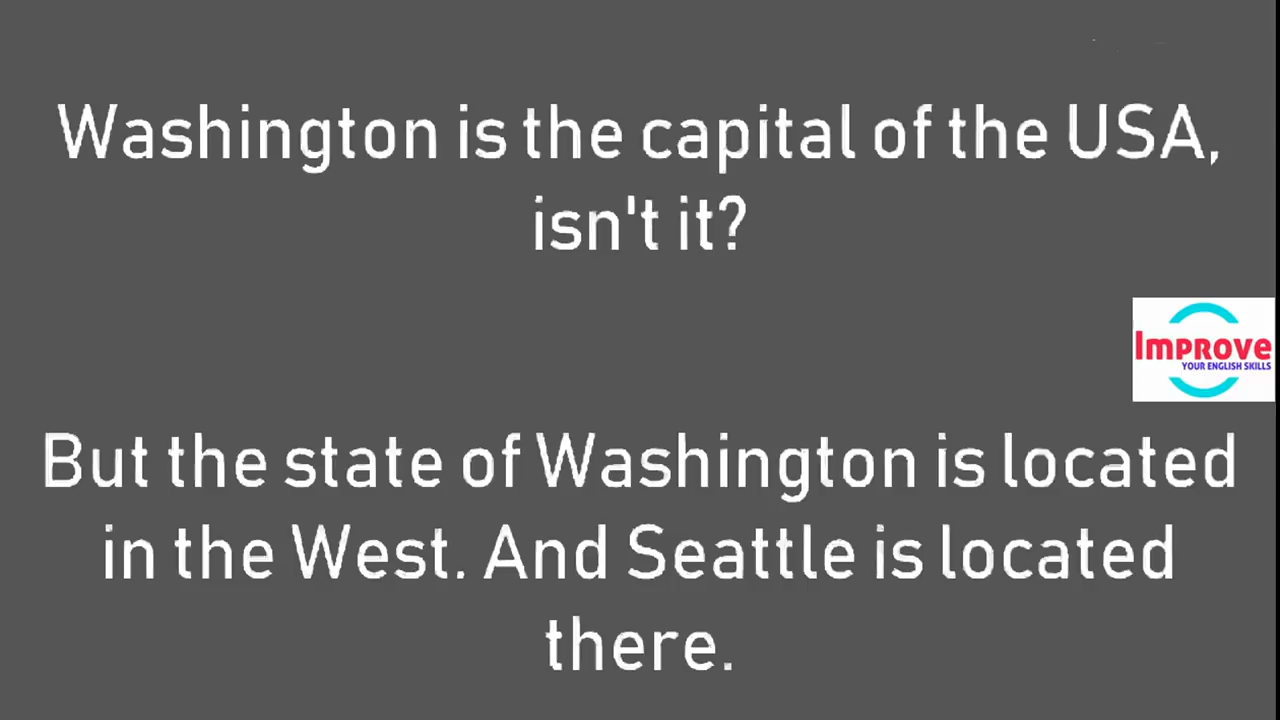 Washington is the capital of the USA,
isn't it?
Improve
YOUR ENGLISH SKILLS
But the state of Washington is located
in the West. And Seattle is located
there.